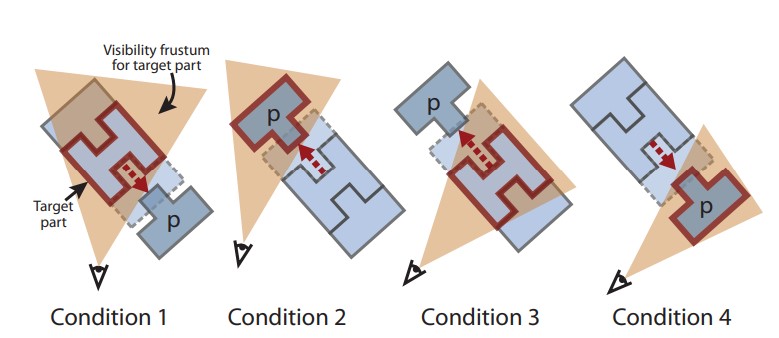 Visibility frustum
for target part
Target
part
p
p
p
p
Condition 1
Condition 2
Condition 3
Condition 4